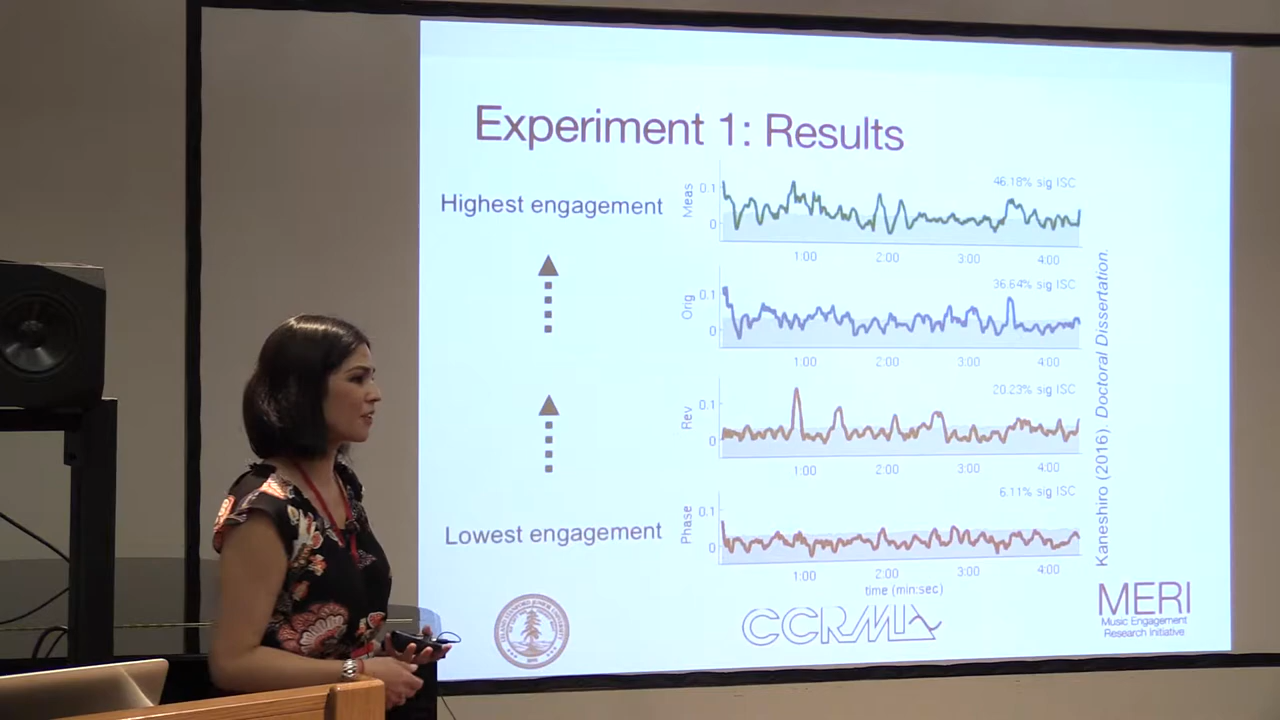 Experiment 1: Results
Highest engagement
Lowest engagement
Meas
0.1
0
46.18% sig ISC
1:00 2:00 3:00 4:00
Orig
0.1
0
36.64% sig ISC
1:00 2:00 3:00 4:00
Rev
0.1
0
20.23% sig ISC
1:00 2:00 3:00 4:00
Phase
0.1
0
6.11% sig ISC
1:00 2:00 3:00 4:00
time (min:sec)
Kaneshiro (2016). Doctoral Dissertation.
CCRMA
MERI
Music Engagement
Research Initiative